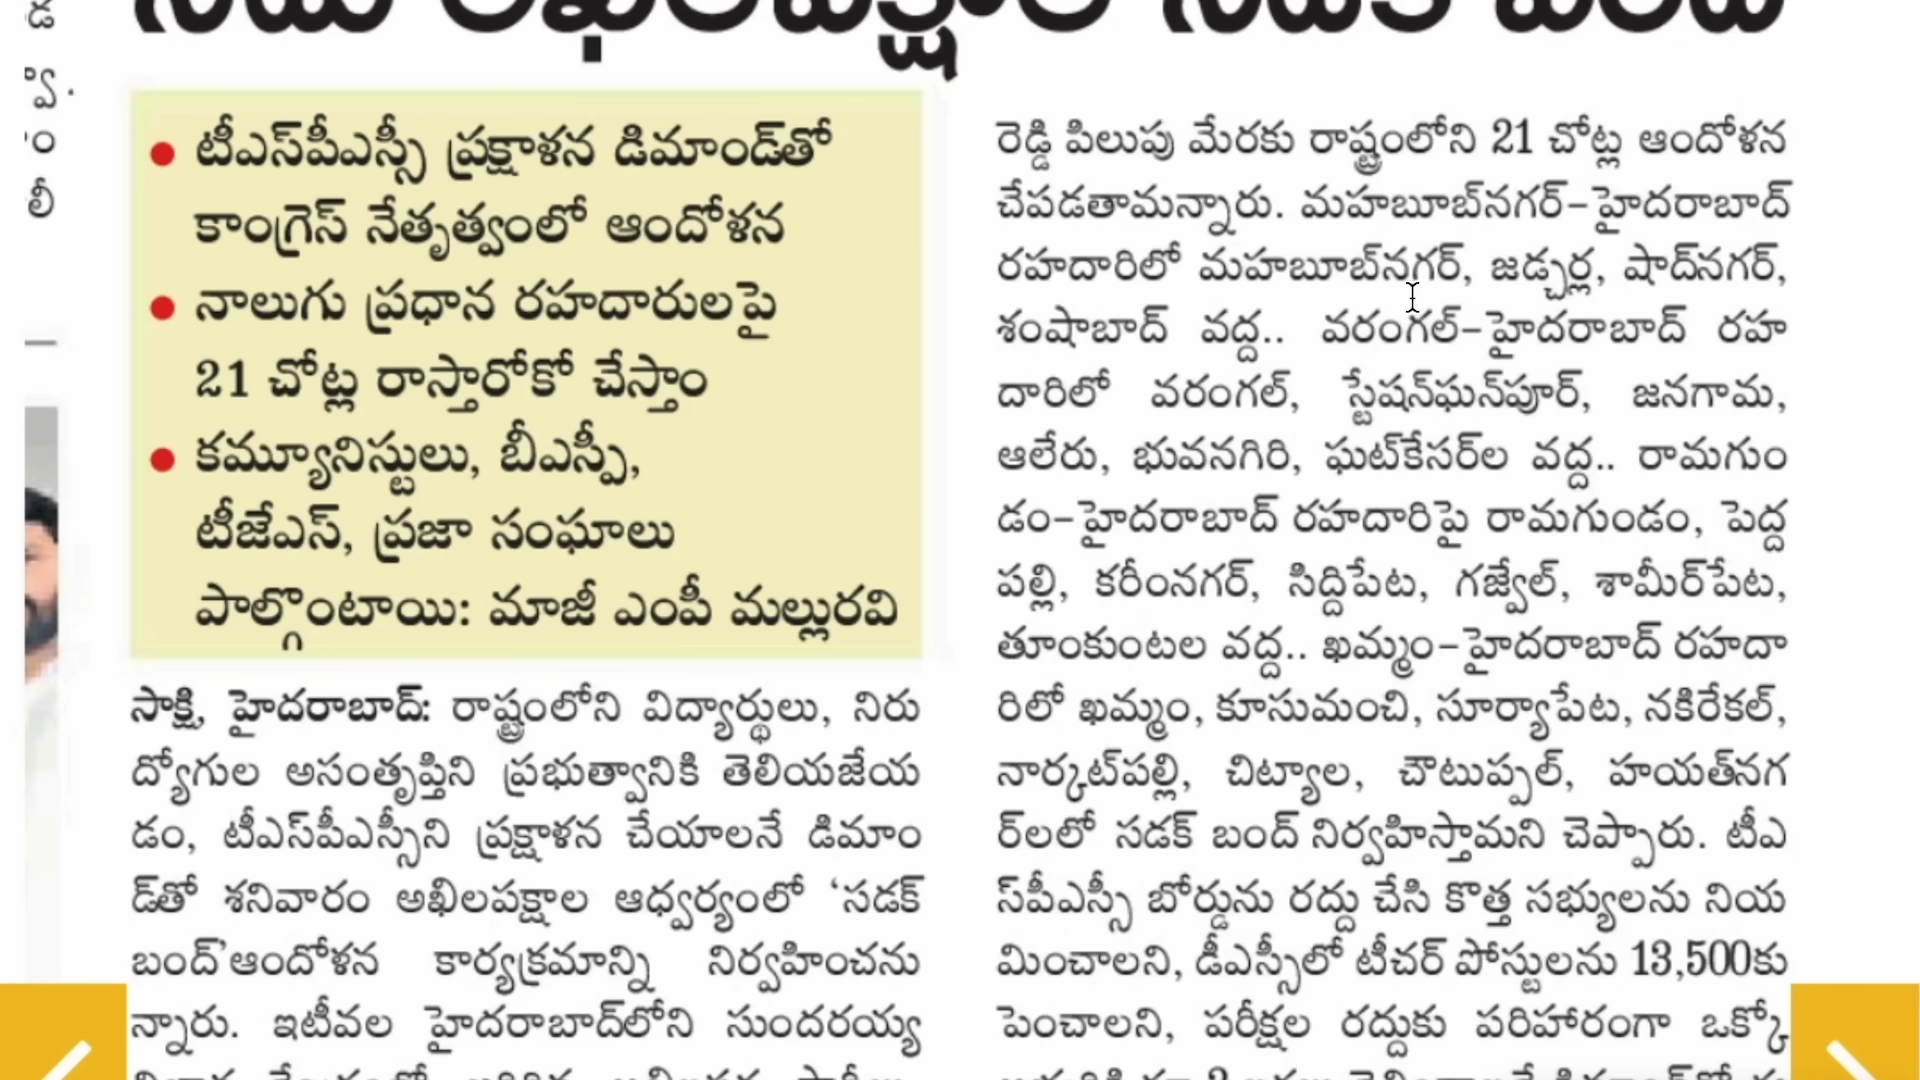 టీఎస్‌పీఎస్సీ ప్రక్షాళన డిమాండ్‌తో
కాంగ్రెస్ నేతృత్వంలో ఆందోళన
నాలుగు ప్రధాన రహదారులపై
21 చోట్ల రాస్తారోకో చేస్తాం
కమ్యూనిస్టులు, బీఎస్పీ,
టీజేఎస్, ప్రజా సంఘాలు
పాల్గొంటాయి: మాజీ ఎంపీ మల్లురవి
సాక్షి, హైదరాబాద్: రాష్ట్రంలోని విద్యార్థులు, నిరు
ద్యోగుల అసంతృప్తిని ప్రభుత్వానికి తెలియజేయ
డం, టీఎస్‌పీఎస్సీని ప్రక్షాళన చేయాలనే డిమాం
డ్‌తో శనివారం అఖిలపక్షాల ఆధ్వర్యంలో ‘సడక్
బంద్’ఆందోళన కార్యక్రమాన్ని నిర్వహించను
న్నారు. ఇటీవల హైదరాబాద్‌లోని సుందరయ్య
రెడ్డి పిలుపు మేరకు రాష్ట్రంలోని 21 చోట్ల ఆందోళన
చేపడతామన్నారు. మహబూబ్‌నగర్–హైదరాబాద్
రహదారిలో మహబూబ్‌నగర్, జడ్చర్ల, షాద్‌నగర్,
శంషాబాద్ వద్ద.. వరంగల్–హైదరాబాద్ రహ
దారిలో వరంగల్, స్టేషన్‌ఘన్‌పూర్, జనగామ,
ఆలేరు, భువనగిరి, ఘట్‌కేసర్‌ల వద్ద.. రామగుం
డం–హైదరాబాద్ రహదారిపై రామగుండం, పెద్ద
పల్లి, కరీంనగర్, సిద్దిపేట, గజ్వేల్, శామీర్‌పేట,
తూంకుంటల వద్ద.. ఖమ్మం–హైదరాబాద్ రహదా
రిలో ఖమ్మం, కూసుమంచి, సూర్యాపేట, నకిరేకల్,
నార్కట్‌పల్లి, చిట్యాల, చౌటుప్పల్, హయత్‌నగ
ర్‌లలో సడక్ బంద్ నిర్వహిస్తామని చెప్పారు. టీఎ
స్‌పీఎస్సీ బోర్డును రద్దు చేసి కొత్త సభ్యులను నియ
మించాలని, డీఎస్సీలో టీచర్ పోస్టులను 13,500కు
పెంచాలని, పరీక్షల రద్దుకు పరిహారంగా ఒక్కో